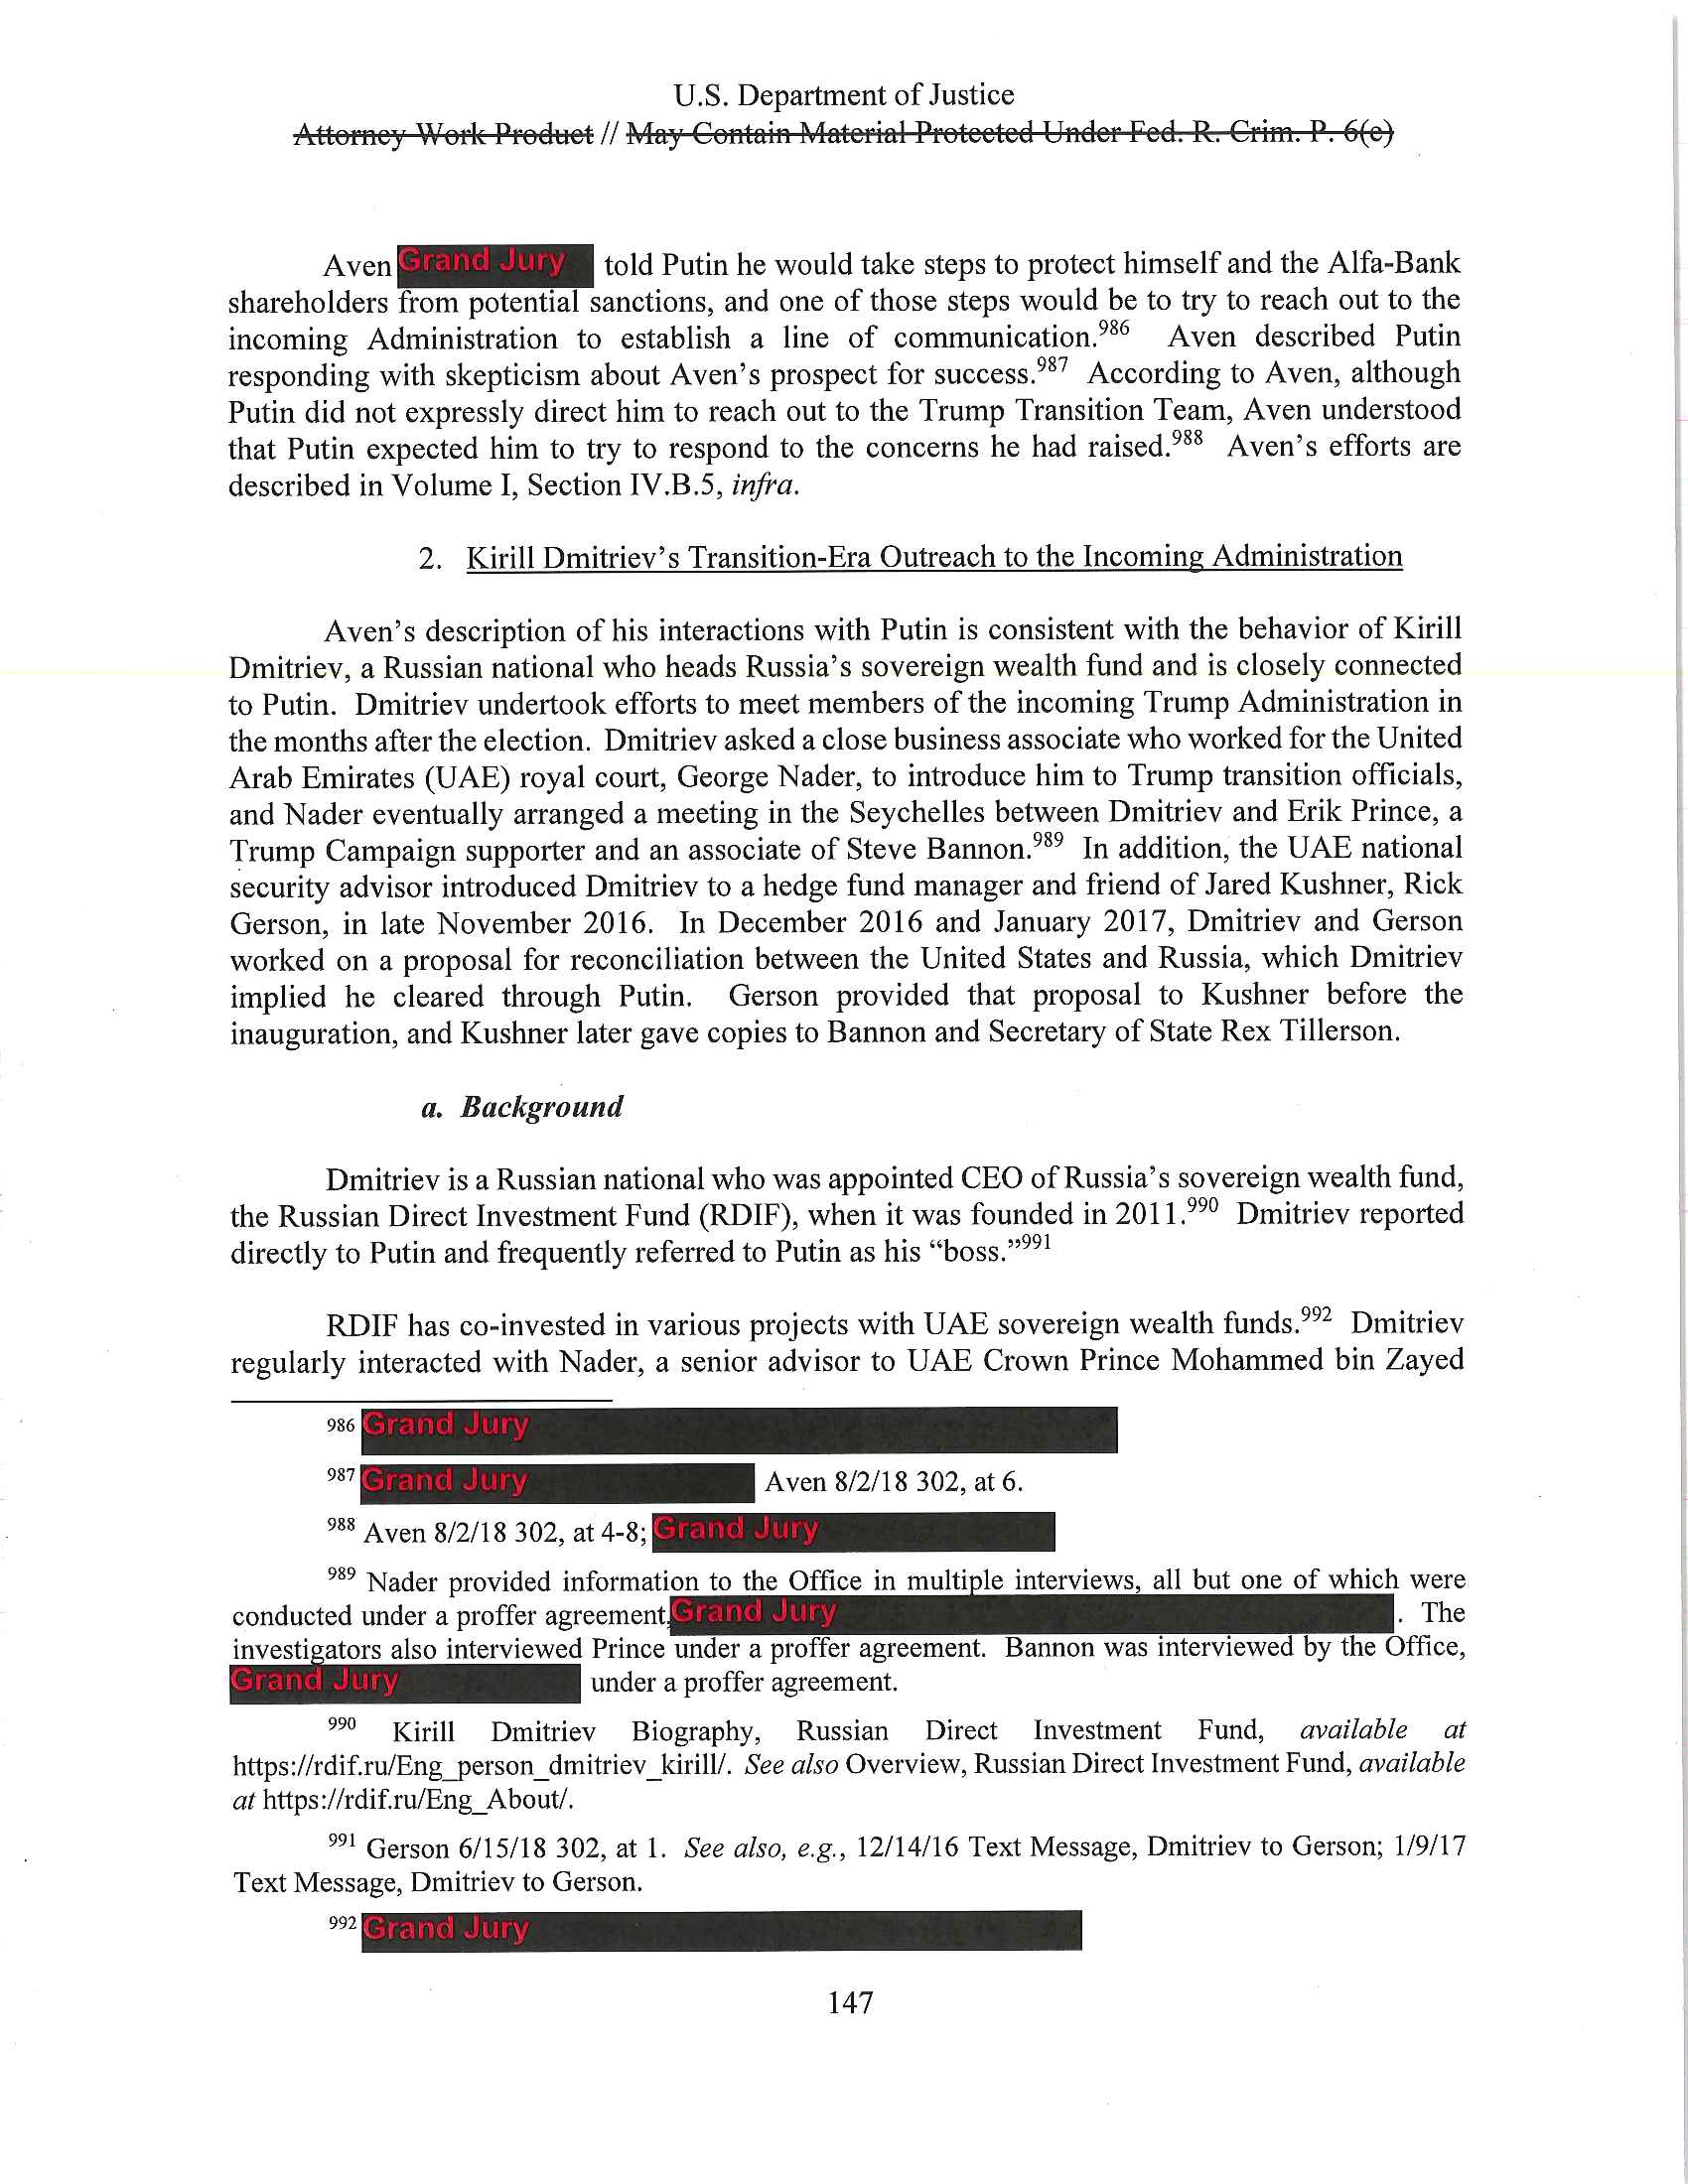 U.S. Department of Justice
Attorney Work Product // May Contain Material Protected Under Fed. R. Crim. P. 6(e)
Aven Grand Jury told Putin he would take steps to protect himself and the Alfa-Bank
shareholders from potential sanctions, and one of those steps would be to try to reach out to the
incoming Administration to establish a line of communication.986 Aven described Putin
responding with skepticism about Aven's prospect for success.987 According to Aven, although
Putin did not expressly direct him to reach out to the Trump Transition Team, Aven understood
that Putin expected him to try to respond to the concerns he had raised.988 Aven's efforts are
described in Volume I, Section IV.B.5, infra.
2. Kirill Dmitriev's Transition-Era Outreach to the Incoming Administration
Aven's description of his interactions with Putin is consistent with the behavior of Kirill
Dmitriev, a Russian national who heads Russia's sovereign wealth fund and is closely connected
to Putin. Dmitriev undertook efforts to meet members of the incoming Trump Administration in
the months after the election. Dmitriev asked a close business associate who worked for the United
Arab Emirates (UAE) royal court, George Nader, to introduce him to Trump transition officials,
and Nader eventually arranged a meeting in the Seychelles between Dmitriev and Erik Prince, a
Trump Campaign supporter and an associate of Steve Bannon.989 In addition, the UAE national
security advisor introduced Dmitriev to a hedge fund manager and friend of Jared Kushner, Rick
Gerson, in late November 2016. In December 2016 and January 2017, Dmitriev and Gerson
worked on a proposal for reconciliation between the United States and Russia, which Dmitriev
implied he cleared through Putin. Gerson provided that proposal to Kushner before the
inauguration, and Kushner later gave copies to Bannon and Secretary of State Rex Tillerson.
a. Background
Dmitriev is a Russian national who was appointed CEO of Russia's sovereign wealth fund,
the Russian Direct Investment Fund (RDIF), when it was founded in 2011.990 Dmitriev reported
directly to Putin and frequently referred to Putin as his "boss."991
RDIF has co-invested in various projects with UAE sovereign wealth funds.992 Dmitriev
regularly interacted with Nader, a senior advisor to UAE Crown Prince Mohammed bin Zayed
986 Grand Jury
987 Grand Jury Aven 8/2/18 302, at 6.
988 Aven 8/2/18 302, at 4-8; Grand Jury
989 Nader provided information to the Office in multiple interviews, all but one of which were
conducted under a proffer agreement, Grand Jury. The
investigators also interviewed Prince under a proffer agreement. Bannon was interviewed by the Office,
Grand Jury under a proffer agreement.
990 Kirill Dmitriev Biography, Russian Direct Investment Fund, available at
https://rdif.ru/Eng_person_dmitriev_kirill/. See also Overview, Russian Direct Investment Fund, available
at https://rdif.ru/Eng_About/.
991 Gerson 6/15/18 302, at 1. See also, e.g., 12/14/16 Text Message, Dmitriev to Gerson; 1/9/17
Text Message, Dmitriev to Gerson.
992 Grand Jury
147